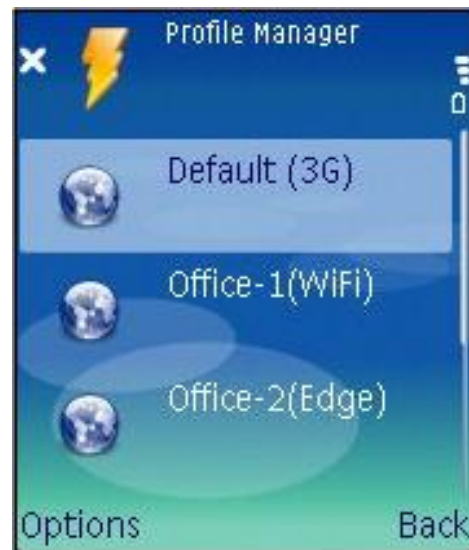 Profile Manager
Default (3G)
Office-1(WiFi)
Office-2(Edge)
Options
Back